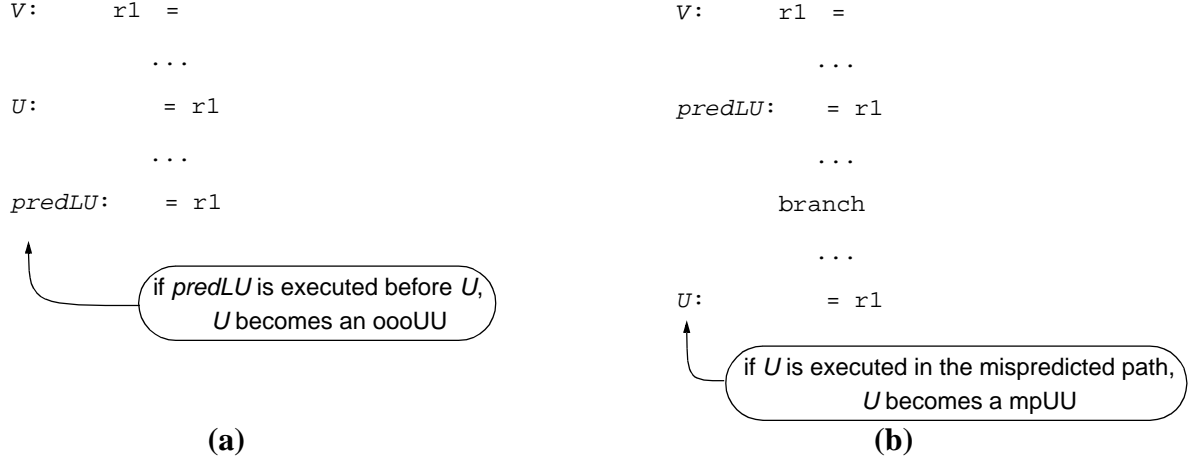 V: r1 =
...
U: = r1
...
predLU: = r1
if predLU is executed before U,
U becomes an oooUU
(a)
V: r1 =
...
predLU: = r1
...
branch
...
U: = r1
if U is executed in the mispredicted path,
U becomes a mpUU
(b)